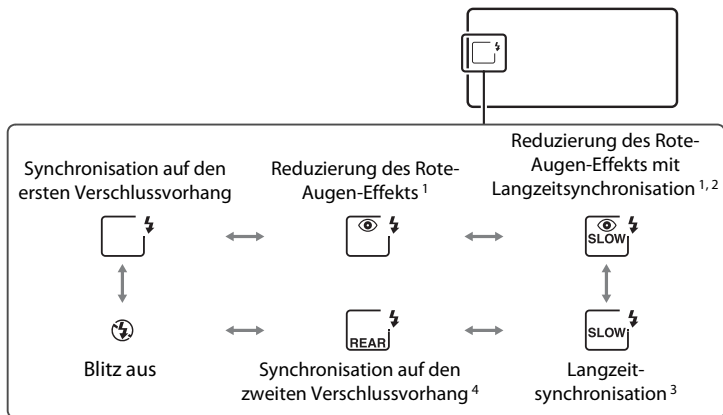 Synchronisation auf den
ersten Verschlussvorhang
Reduzierung des Rote-
Augen-Effekts 1
Reduzierung des Rote-
Augen-Effekts mit
Langzeitsynchronisation 1, 2
SLOW
REAR
SLOW
Blitz aus
Synchronisation auf den
zweiten Verschlussvorhang 4
Langzeit-
synchronisation 3